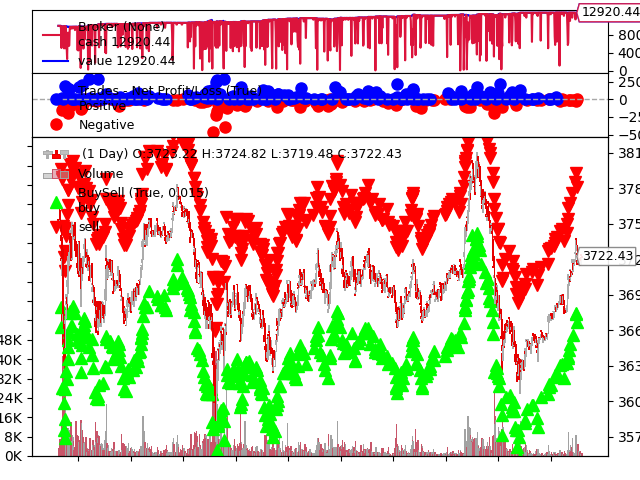 Broker (None)
cash 12920.44
value 12920.44
12920.44
800
400
0
Trades - Net Profit/Loss (True)
Positive
Negative
250
0
−25
−50
(1 Day) O:3723.22 H:3724.82 L:3719.48 C:3722.43
Volume
BuySell (True, 0.015)
buy
sell
381
378
375
3722.43
369
366
363
360
357
48K
40K
32K
24K
16K
8K
0K